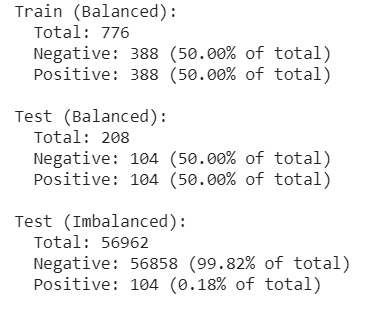 Train (Balanced):
Total: 776
Negative: 388 (50.00% of total)
Positive: 388 (50.00% of total)
Test (Balanced):
Total: 208
Negative: 104 (50.00% of total)
Positive: 104 (50.00% of total)
Test (Imbalanced):
Total: 56962
Negative: 56858 (99.82% of total)
Positive: 104 (0.18% of total)